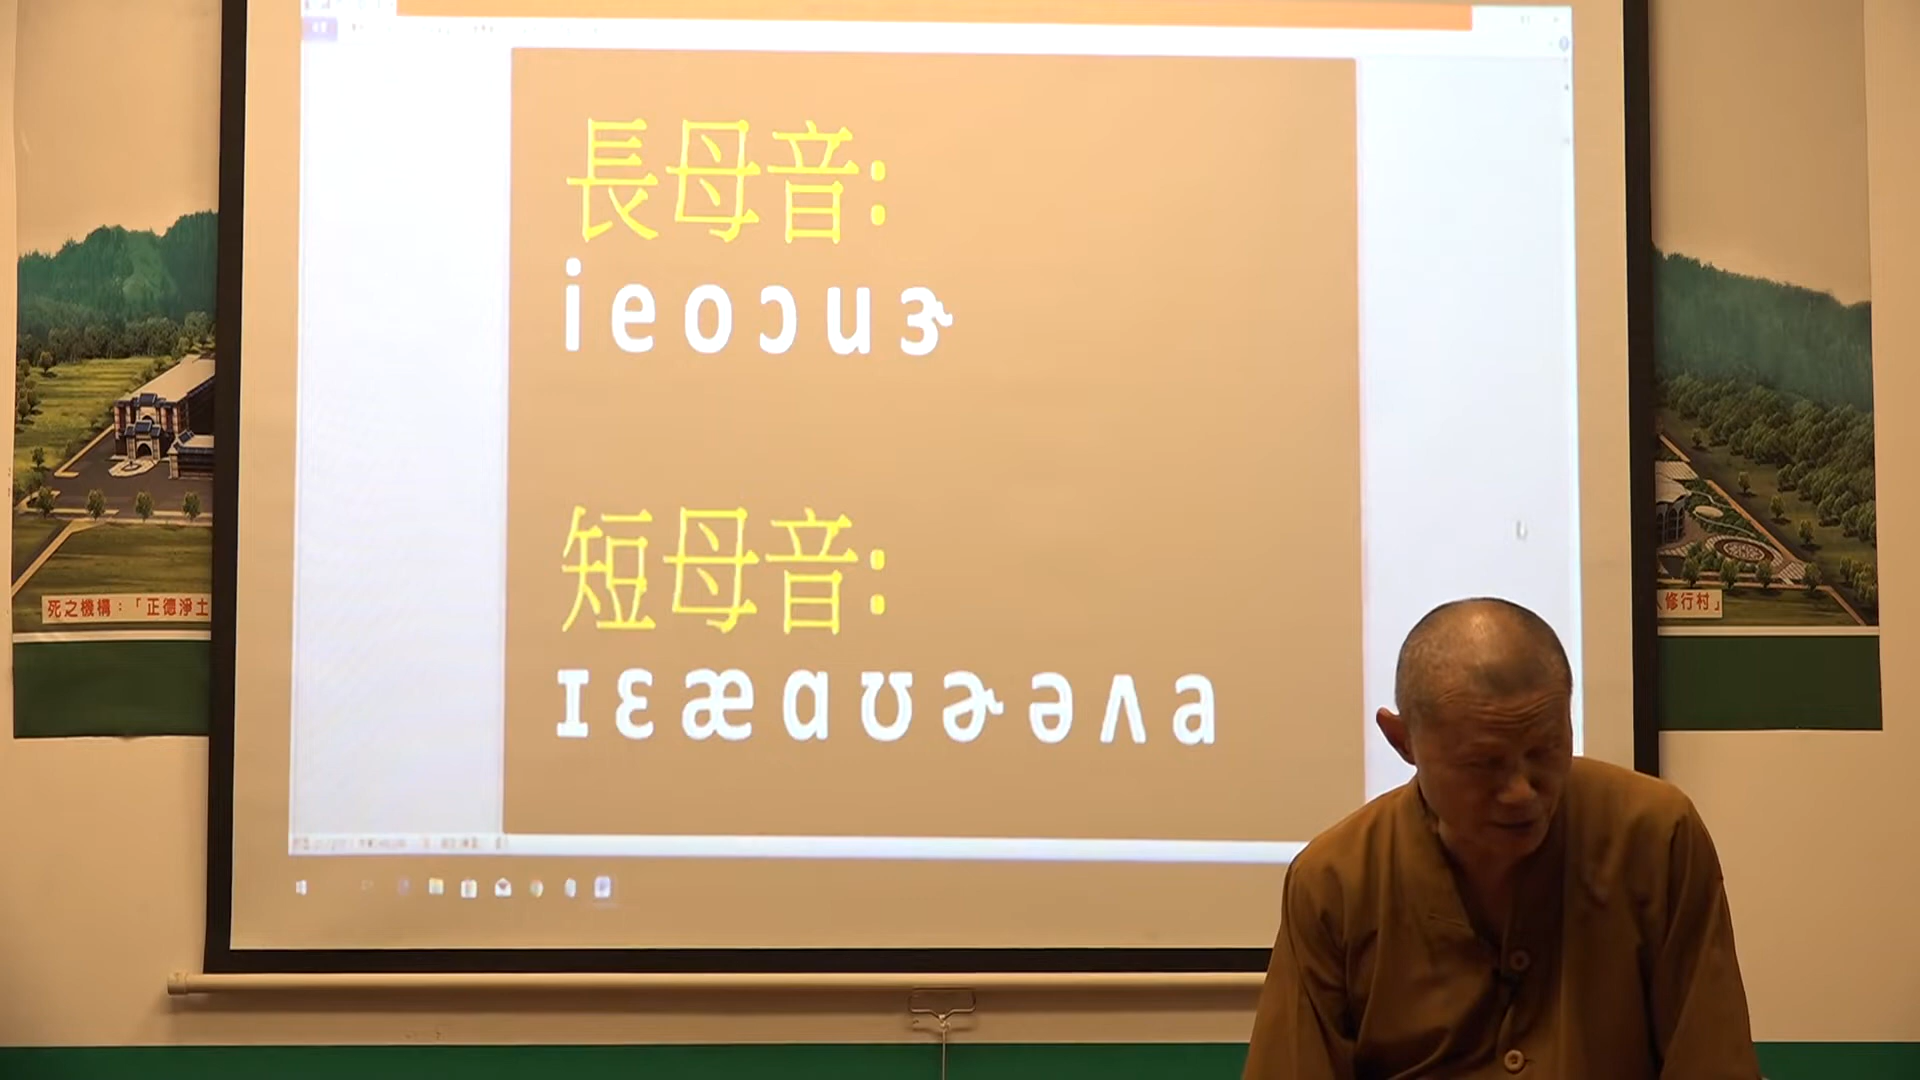 長母音:
i e o ɔ u ɝ
短母音:
ɪ ɛ æ ɑ ʊ ɚ ə ʌ a
死之機構:「正德淨土
修行村」